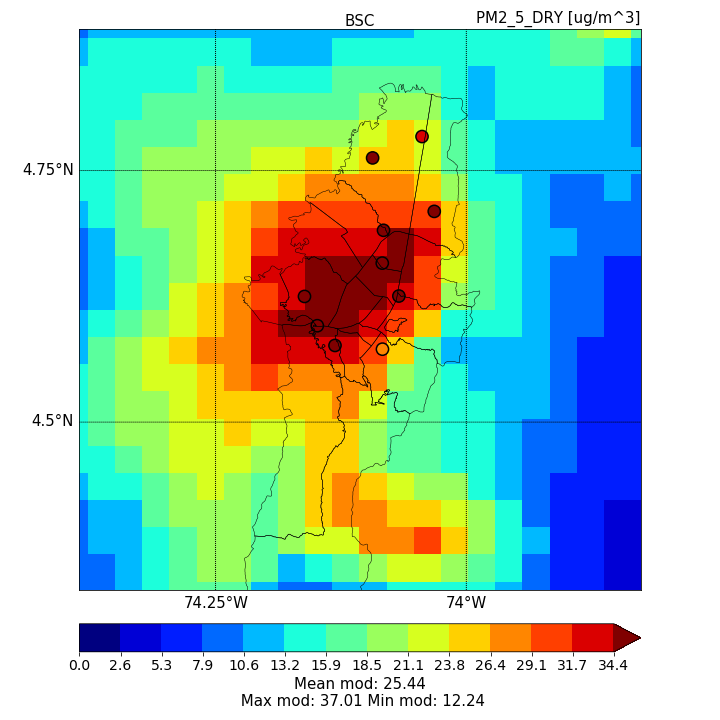 BSC
PM2_5_DRY [ug/m^3]
4.75°N
4.5°N
74.25°W 74°W
0.0 2.6 5.3 7.9 10.6 13.2 15.9 18.5 21.1 23.8 26.4 29.1 31.7 34.4
Mean mod: 25.44
Max mod: 37.01 Min mod: 12.24